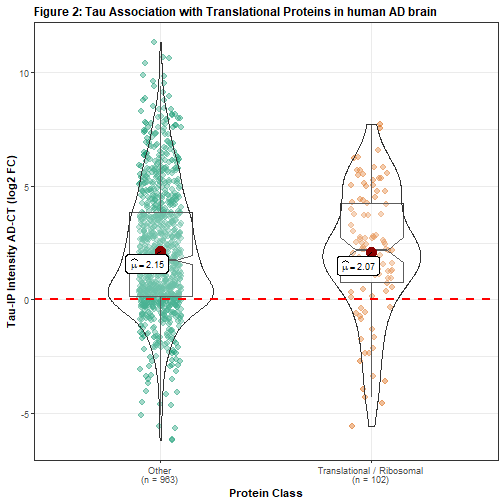 Figure 2: Tau Association with Translational Proteins in human AD brain
Tau-IP Intensity AD-CT (log2 FC)
10
5
0
-5
μ̂ = 2.15
μ̂ = 2.07
Other
(n = 963)
Translational / Ribosomal
(n = 102)
Protein Class